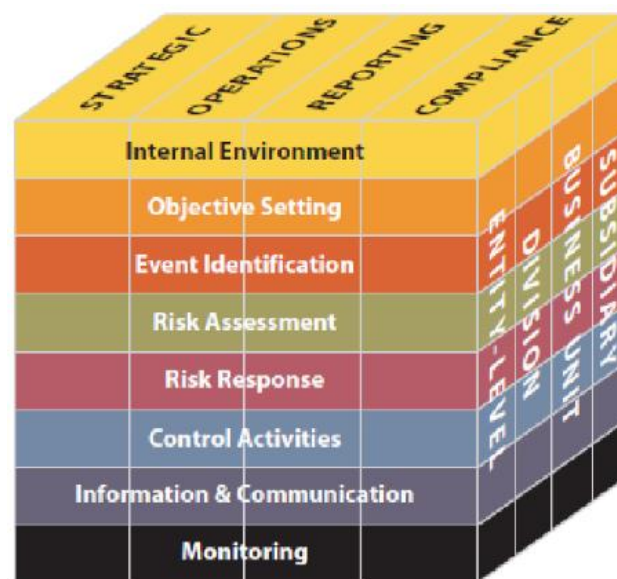 STRATEGIC
OPERATIONS
REPORTING
COMPLIANCE
Internal Environment
Objective Setting
Event Identification
Risk Assessment
Risk Response
Control Activities
Information & Communication
Monitoring
ENTITY-LEVEL
DIVISION
BUSINESS UNIT
SUBSIDIARY